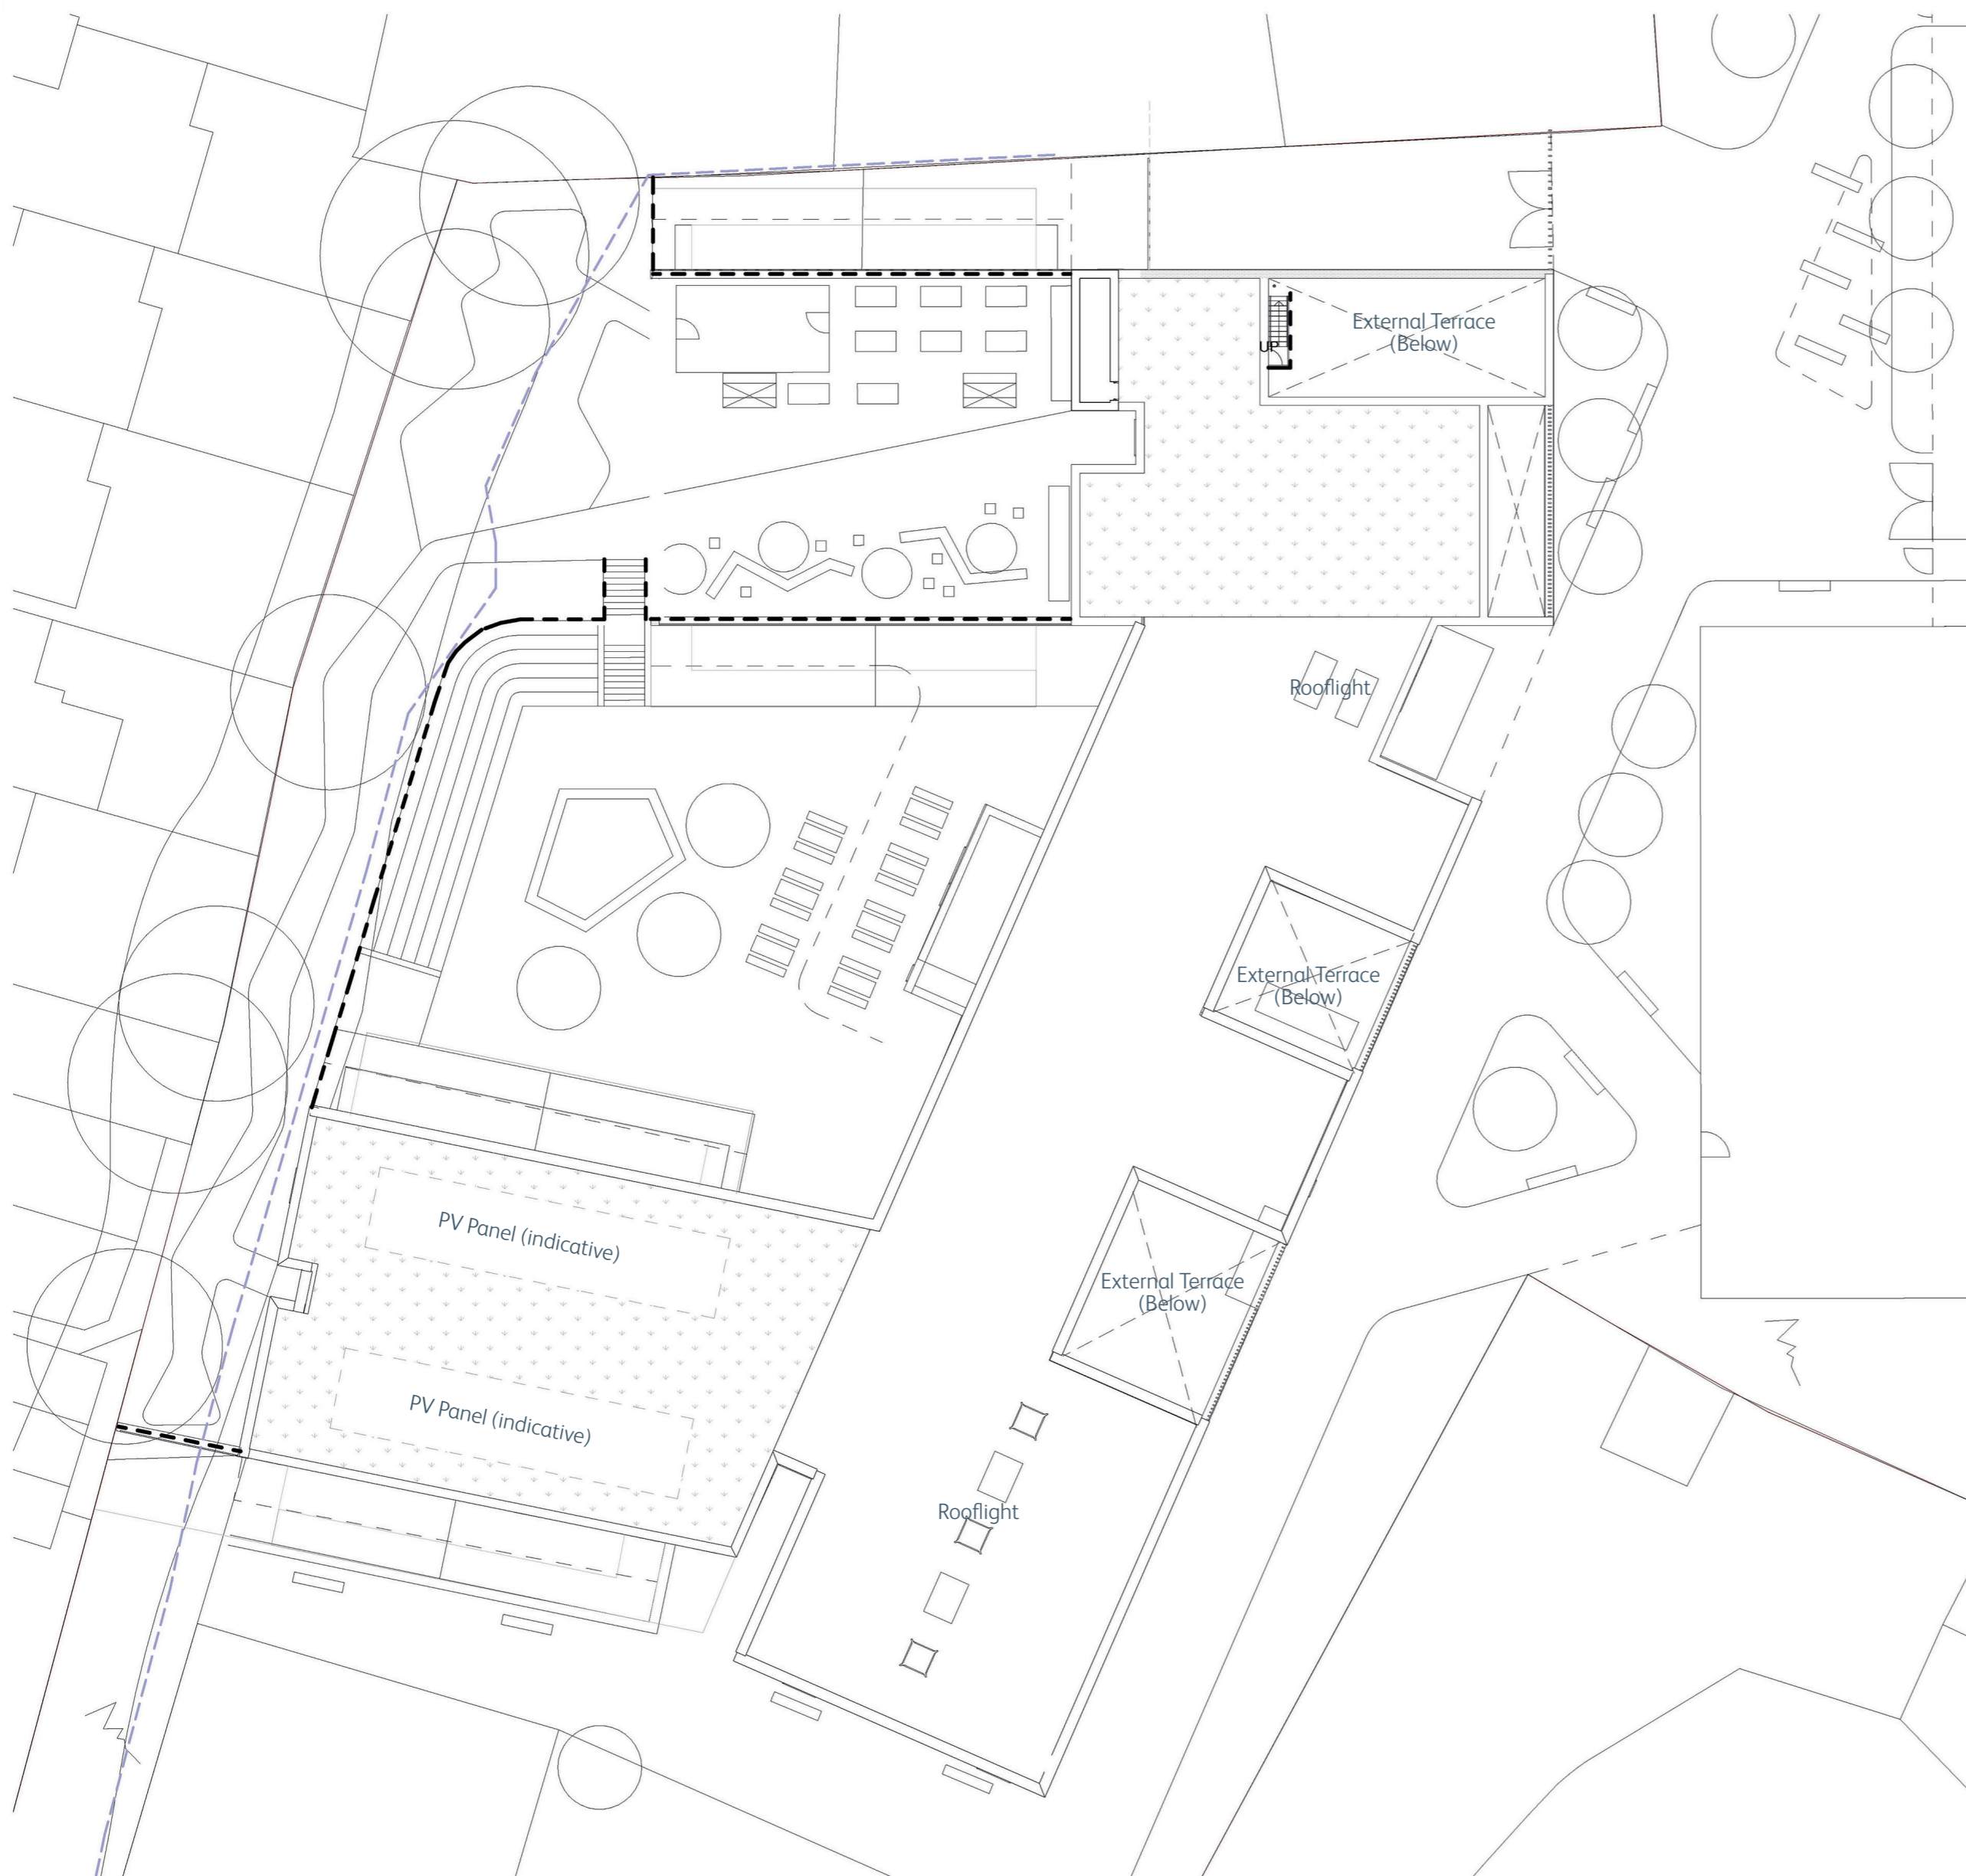 External Terrace
(Below)
UP
Rooflight
External Terrace
(Below)
PV Panel (indicative)
External Terrace
(Below)
PV Panel (indicative)
Rooflight